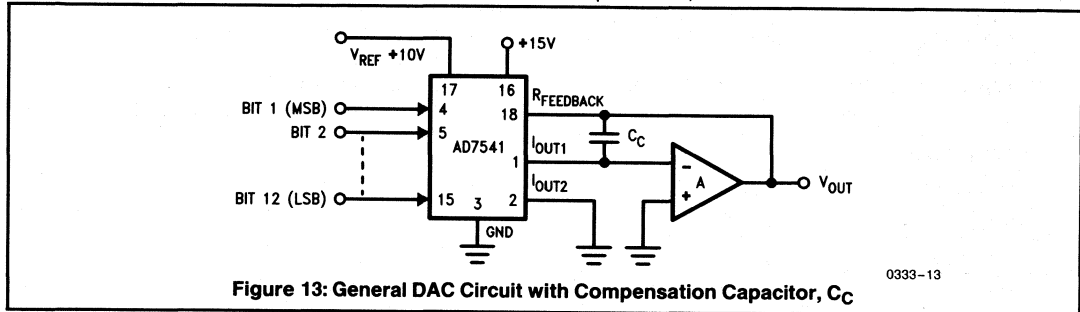 V_REF +10V
+15V
17
16
R_FEEDBACK
BIT 1 (MSB)
4
18
BIT 2
5
C_C
AD7541
I_OUT1
1
A
-
+
V_OUT
I_OUT2
BIT 12 (LSB)
15
3
2
GND
0333-13
Figure 13: General DAC Circuit with Compensation Capacitor, C_C